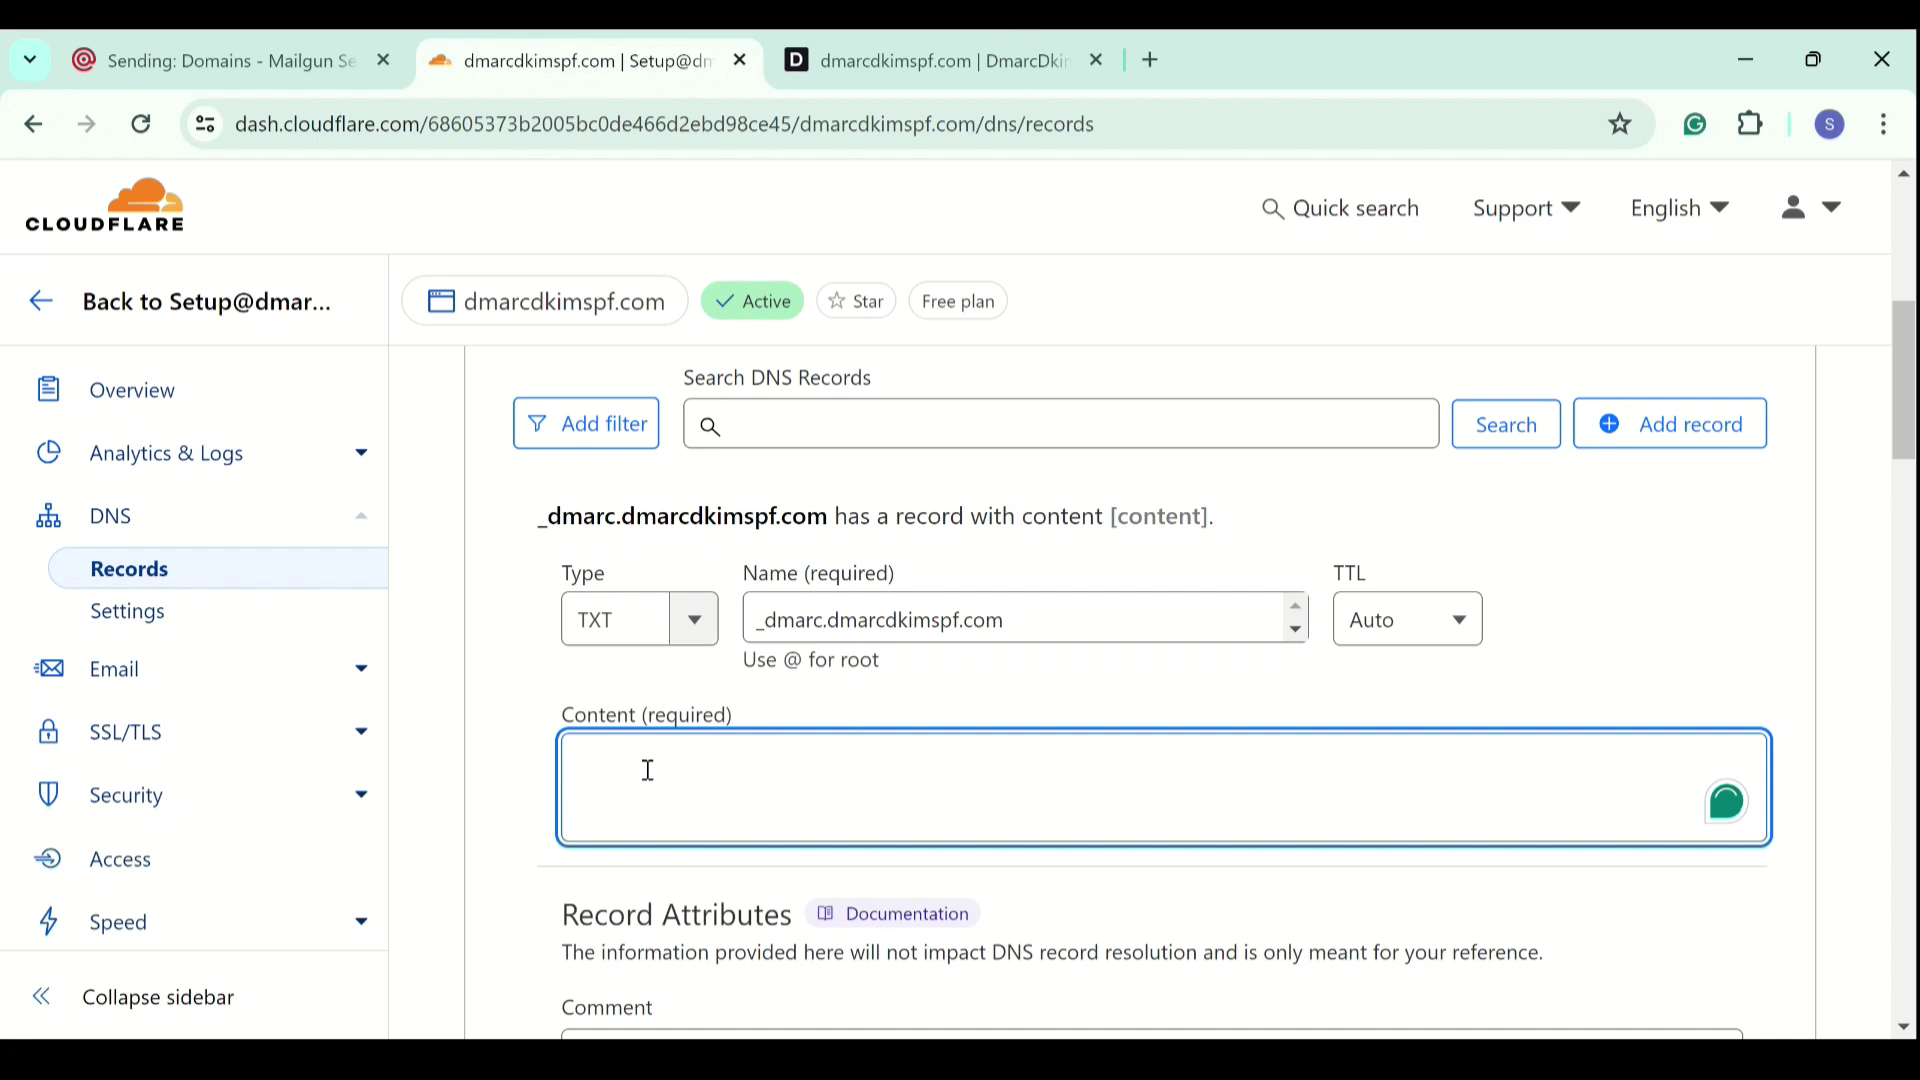 Sending: Domains - Mailgun Se
dmarcdkimspf.com | Setup@dm
D dmarcdkimspf.com | DmarcDkim
dash.cloudflare.com/68605373b2005bc0de466d2ebd98ce45/dmarcdkimspf.com/dns/records
S
CLOUDFLARE
Quick search
Support
English
Back to Setup@dmar...
dmarcdkimspf.com
Active
Star
Free plan
Overview
Analytics & Logs
DNS
Records
Settings
Email
SSL/TLS
Security
Access
Speed
Collapse sidebar
Search DNS Records
Add filter
Search
Add record
_dmarc.dmarcdkimspf.com has a record with content [content].
Type
Name (required)
TTL
TXT
_dmarc.dmarcdkimspf.com
Auto
Use @ for root
Content (required)
Record Attributes
Documentation
The information provided here will not impact DNS record resolution and is only meant for your reference.
Comment